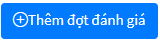 Thêm đợt đánh giá